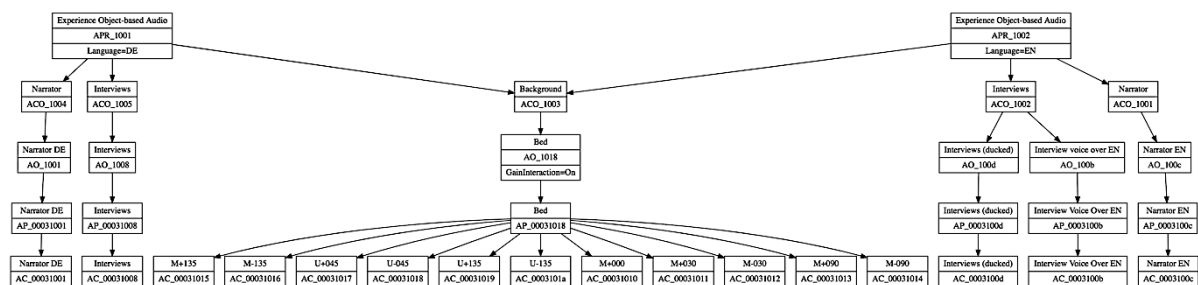 Experience Object-based Audio
APR_1001
Language=DE
Experience Object-based Audio
APR_1002
Language=EN
Narrator
ACO_1004
Interviews
ACO_1005
Background
ACO_1003
Interviews
ACO_1002
Narrator
ACO_1001
Narrator DE
AO_1001
Interviews
AO_1008
Bed
AO_1018
GainInteraction=On
Interviews (ducked)
AO_100d
Interview voice over EN
AO_100b
Narrator EN
AO_100c
Narrator DE
AP_00031001
Interviews
AP_00031008
Bed
AP_00031018
Interviews (ducked)
AP_0003100d
Interview Voice Over EN
AP_0003100b
Narrator EN
AP_0003100c
Narrator DE
AC_00031001
Interviews
AC_00031008
M+135
AC_00031015
M-135
AC_00031016
U+045
AC_00031017
U-045
AC_00031018
U+135
AC_00031019
U-135
AC_0003101a
M+000
AC_00031010
M+030
AC_00031011
M-030
AC_00031012
M+090
AC_00031013
M-090
AC_00031014
Interviews (ducked)
AC_0003100d
Interview Voice Over EN
AC_0003100b
Narrator EN
AC_0003100c